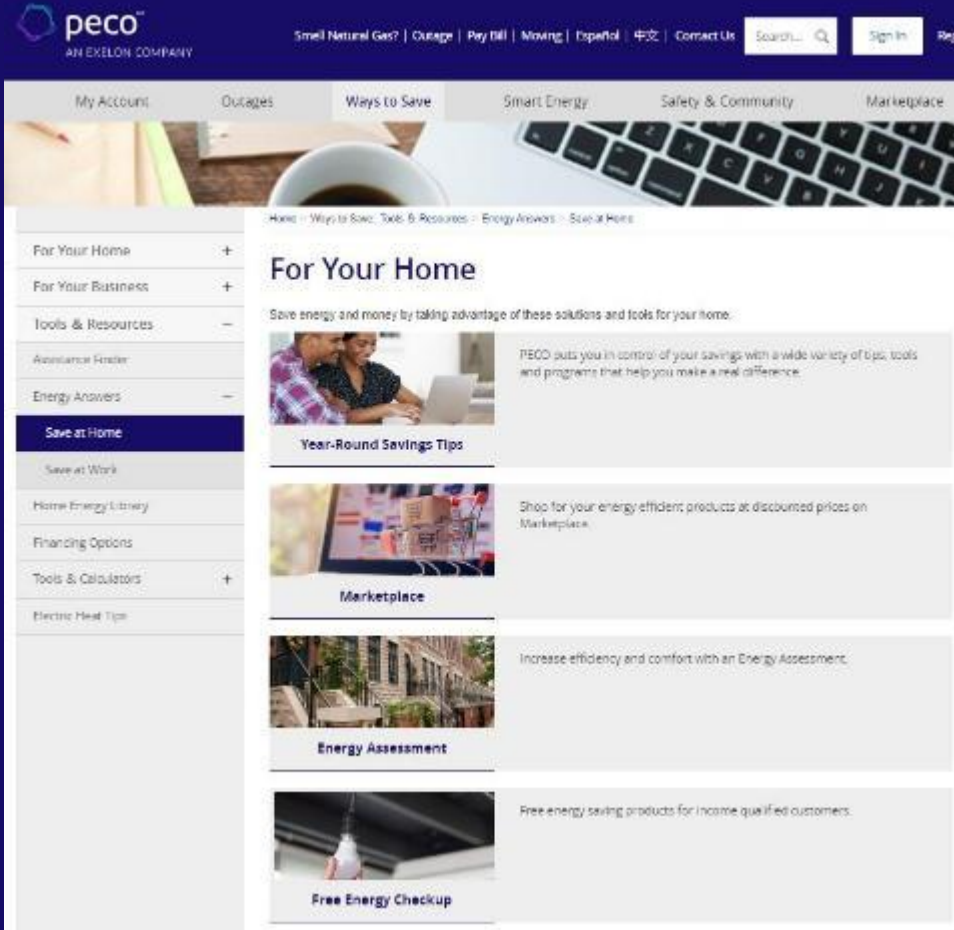 peco™
AN EXELON COMPANY
Smell Natural Gas? | Outage | Pay Bill | Moving | Español | 中文 | Contact Us
Search...
Sign In
Reg
My Account
Outages
Ways to Save
Smart Energy
Safety & Community
Marketplace
Home > Ways to Save: Tools & Resources > Energy Answers > Save at Home
For Your Home +
For Your Business +
Tools & Resources −
Assistance Finder
Energy Answers −
Save at Home
Save at Work
Home Energy Library
Financing Options
Tools & Calculators +
Electric Heat Tips
For Your Home
Save energy and money by taking advantage of these solutions and tools for your home.
Year-Round Savings Tips
PECO puts you in control of your savings with a wide variety of tips, tools
and programs that help you make a real difference.
Marketplace
Shop for your energy efficient products at discounted prices on
Marketplace.
Energy Assessment
Increase efficiency and comfort with an Energy Assessment.
Free Energy Checkup
Free energy saving products for income qualified customers.